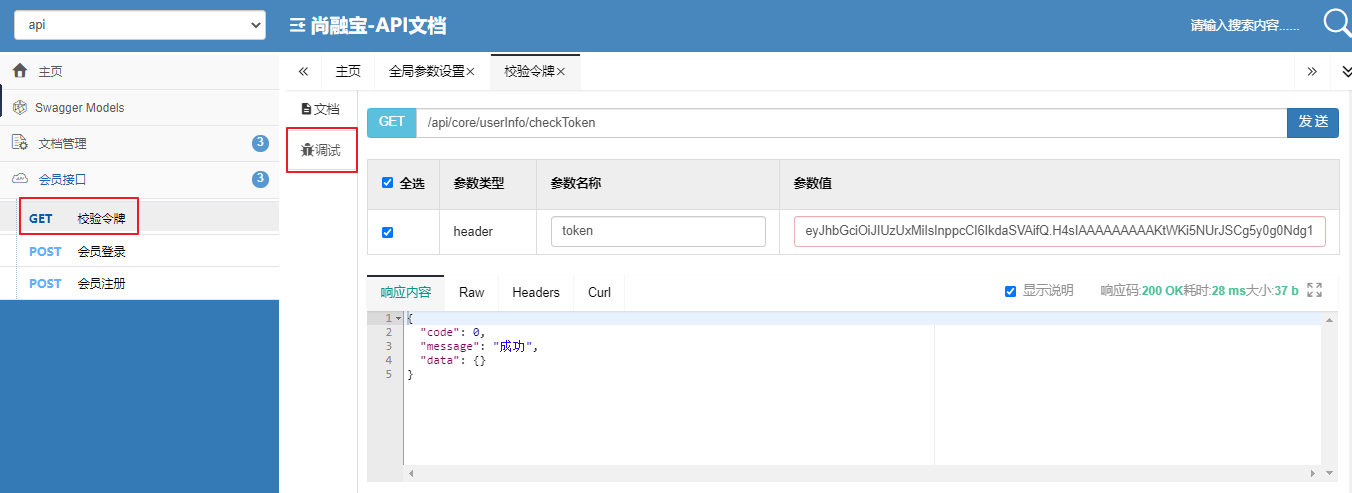 api
尚融宝-API文档
请输入搜索内容......
主页
Swagger Models
文档管理
3
会员接口
3
GET 校验令牌
POST 会员登录
POST 会员注册
主页
全局参数设置×
校验令牌×
文档
调试
GET
/api/core/userInfo/checkToken
发 送
全选 参数类型 参数名称 参数值
header token eyJhbGciOiJIUzUxMiIsInppcCI6IkdaSVAifQ.H4sIAAAAAAAAAKtWKi5NUrJSCg5y0g0Ndg1
响应内容 Raw Headers Curl
显示说明
响应码:200 OK耗时:28 ms大小:37 b
1 {
2 "code": 0,
3 "message": "成功",
4 "data": {}
5 }